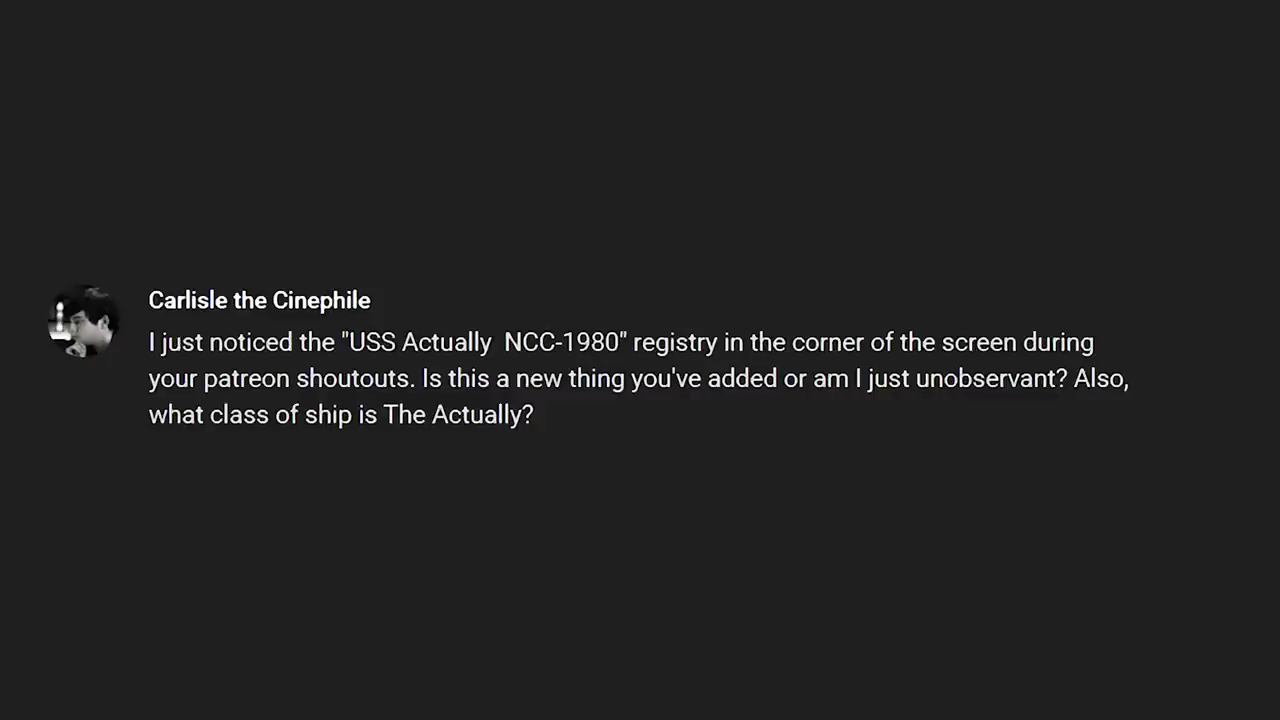 Carlisle the Cinephile
I just noticed the "USS Actually  NCC-1980" registry in the corner of the screen during
your patreon shoutouts. Is this a new thing you've added or am I just unobservant? Also,
what class of ship is The Actually?